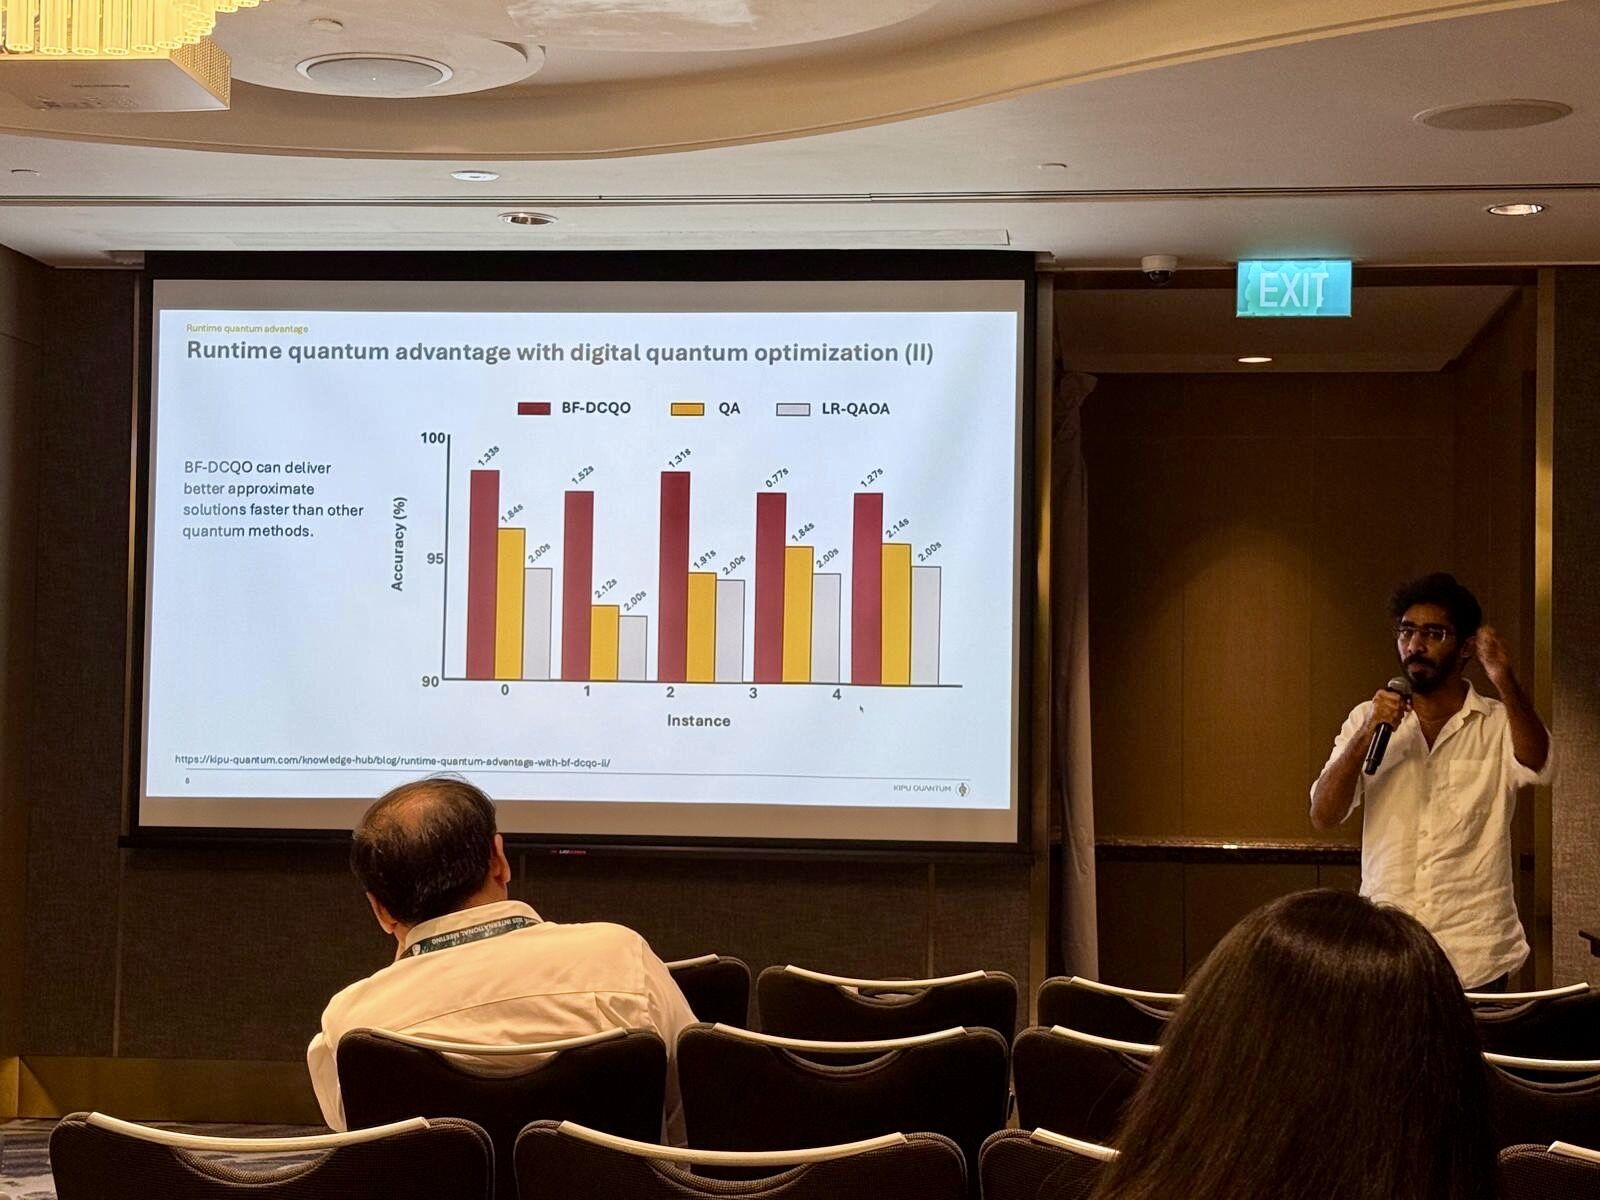 EXIT
Runtime quantum advantage
Runtime quantum advantage with digital quantum optimization (II)
BF-DCQO QA LR-QAOA
BF-DCQO can deliver
better approximate
solutions faster than other
quantum methods.
Accuracy (%)
100
95
90
1.33s 1.84s 2.00s
1.52s 2.12s 2.00s
1.31s 1.91s 2.00s
0.77s 1.84s 2.00s
1.27s 2.14s 2.00s
0 1 2 3 4
Instance
https://kipu-quantum.com/knowledge-hub/blog/runtime-quantum-advantage-with-bf-dcqo-ii/
KIPU QUANTUM
INTERNATIONAL MEETING